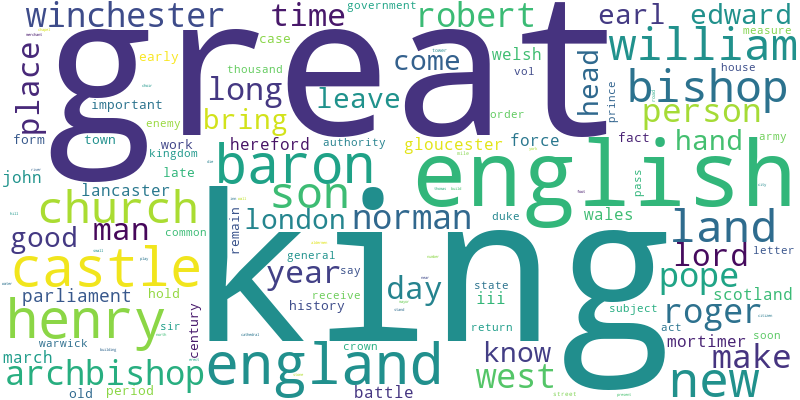 government
winchester
time
robert
earl
edward
great
william
measure
merchant
case
come
welsh
house
early
place
thousand
long
head
vol
bishop
important
leave
prince
bring
order
person
enemy
form
town
work
hereford
authority
gloucester
force
fact
hand
army
kingdom
baron
english
john
late
son
pass
lancaster
church
man
london
norman
duke
wales
land
good
common
remain
lord
letter
castle
year
general
say
day
state
iii
pope
king
parliament
hold
receive
history
scotland
henry
sir
century
crown
return
subject
roger
act
mortimer
soon
march
warwick
england
know
make
archbishop
west
new
old
period
battle
street
cathedral
building